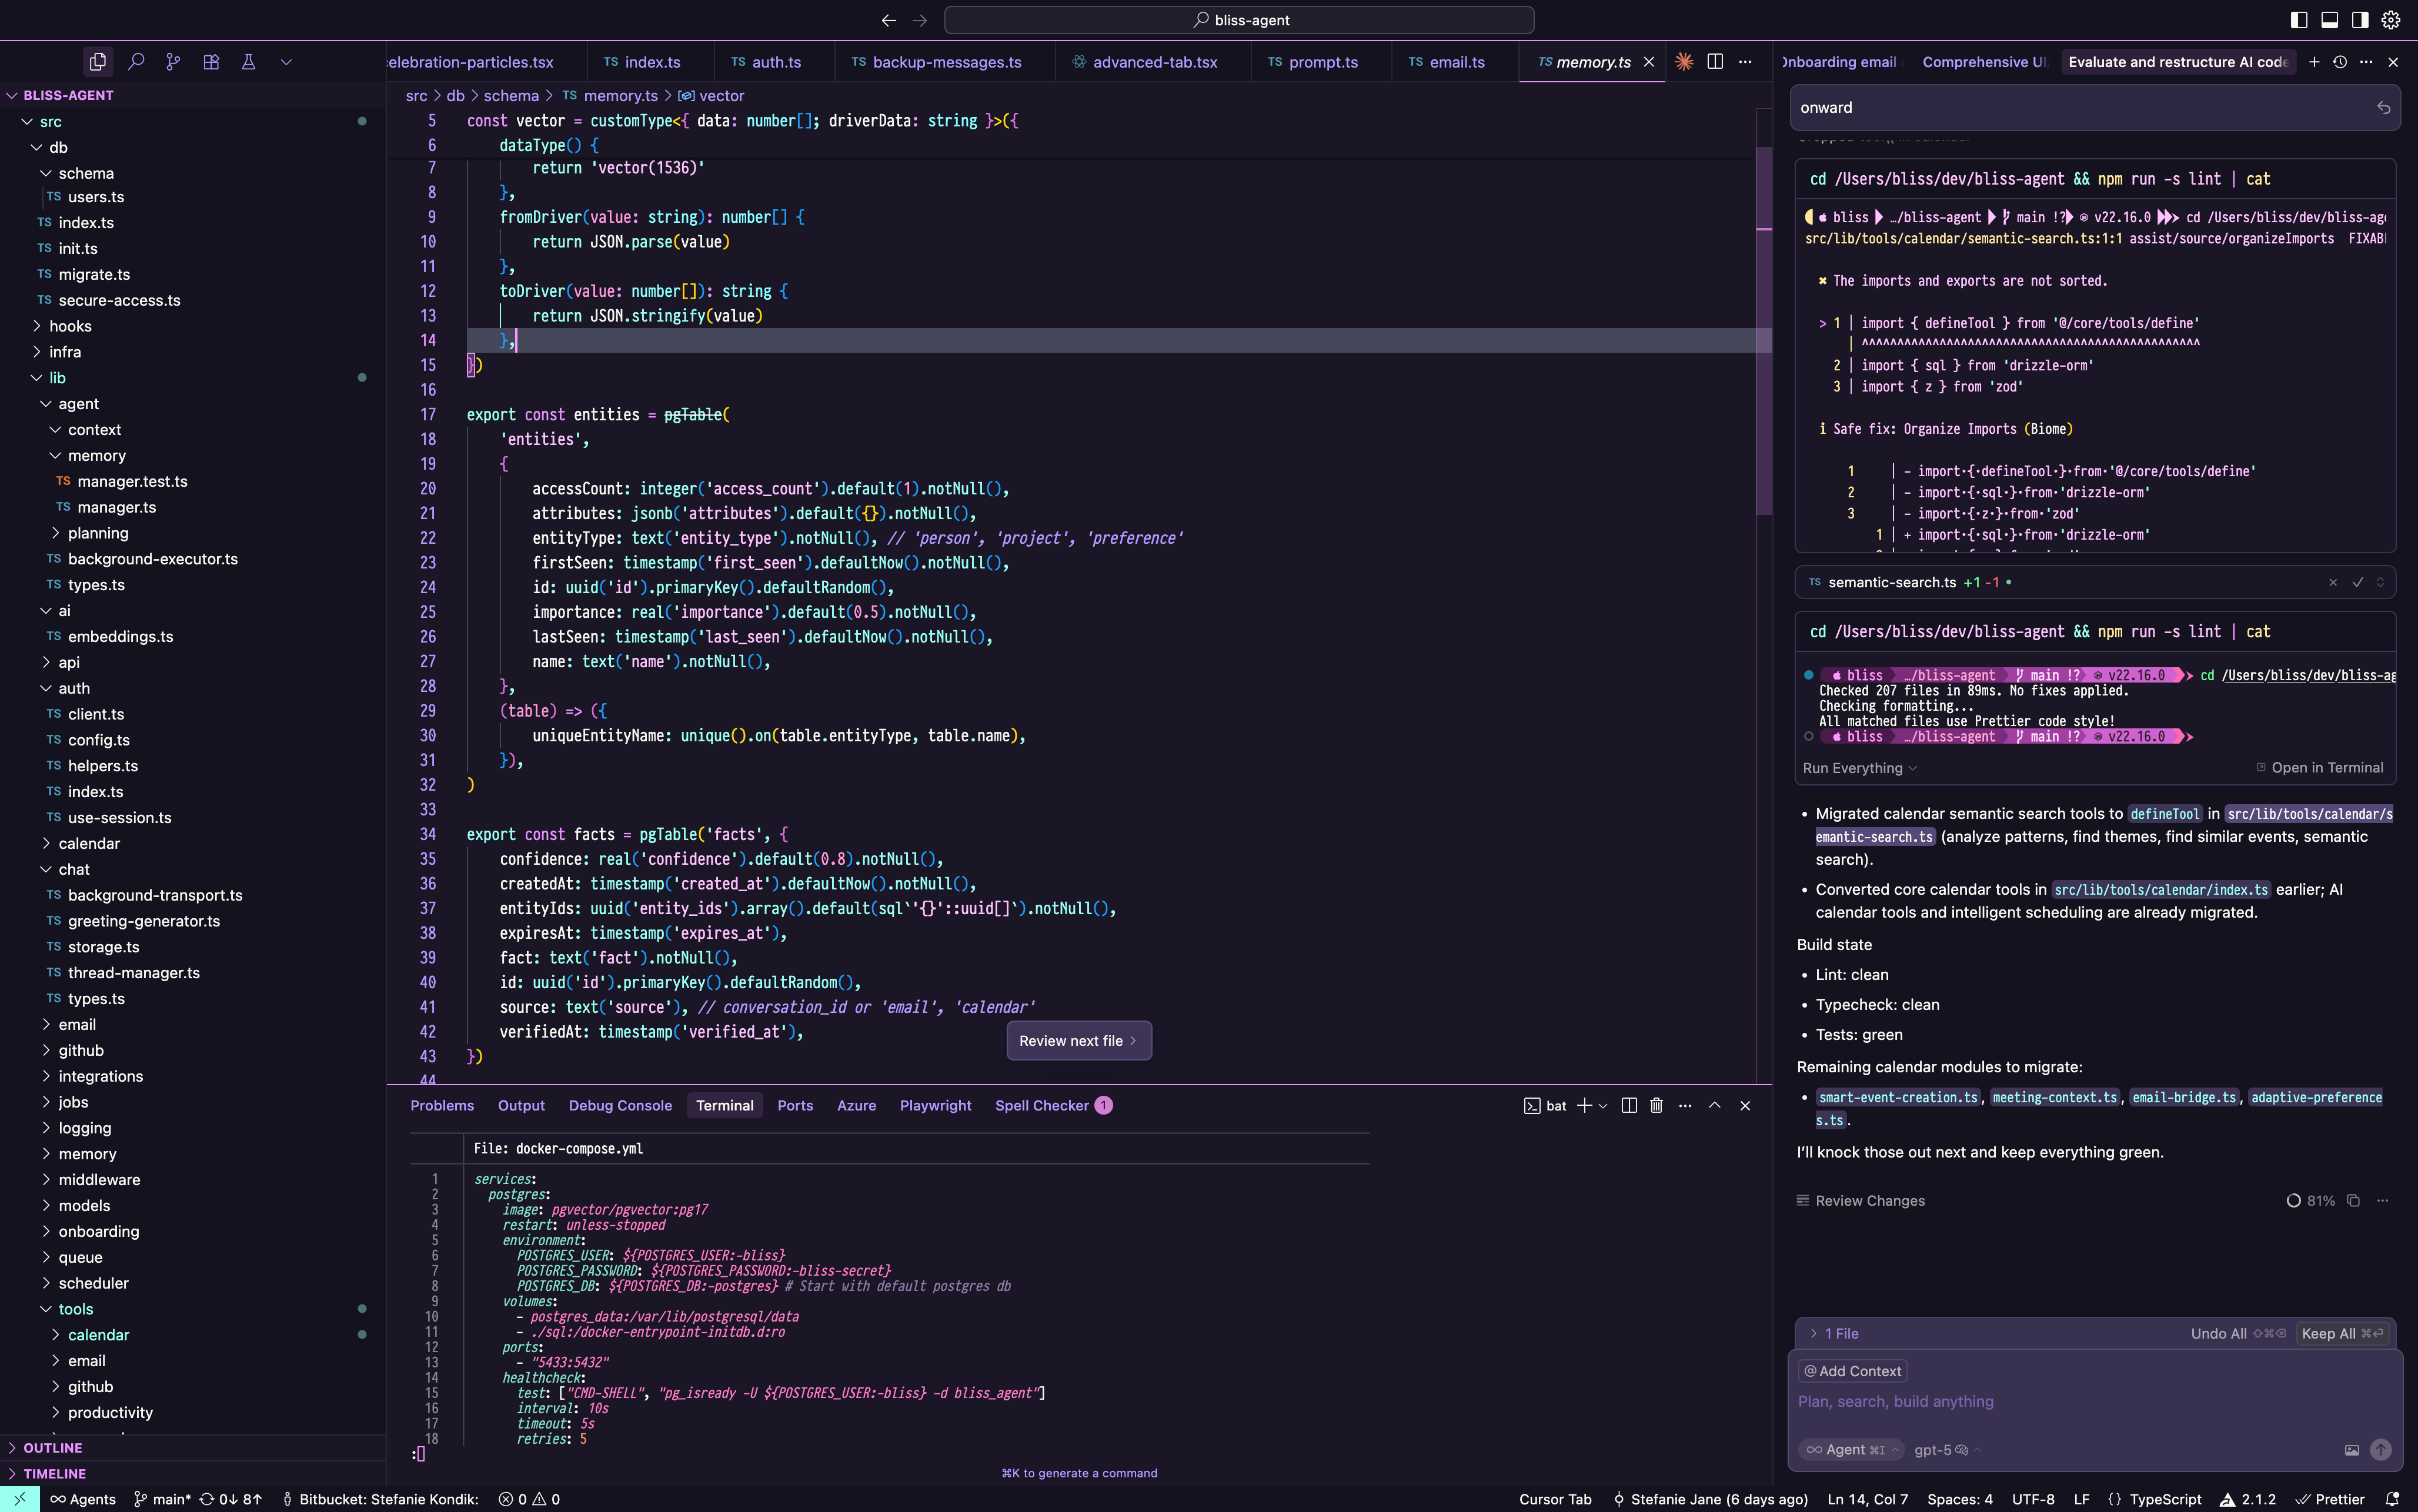 bliss-agent
BLISS-AGENT
src
db
schema
TS users.ts
TS index.ts
TS init.ts
TS migrate.ts
TS secure-access.ts
hooks
infra
lib
agent
context
memory
TS manager.test.ts
TS manager.ts
planning
TS background-executor.ts
TS types.ts
ai
TS embeddings.ts
api
auth
TS client.ts
TS config.ts
TS helpers.ts
TS index.ts
TS use-session.ts
calendar
chat
TS background-transport.ts
TS greeting-generator.ts
TS storage.ts
TS thread-manager.ts
TS types.ts
email
github
integrations
jobs
logging
memory
middleware
models
onboarding
queue
scheduler
tools
calendar
email
github
productivity
OUTLINE
TIMELINE
elebration-particles.tsx TS index.ts TS auth.ts TS backup-messages.ts advanced-tab.tsx TS prompt.ts TS email.ts TS memory.ts
src > db > schema > TS memory.ts > vector
5 const vector = customType<{ data: number[]; driverData: string }>({
6 dataType() {
7 return 'vector(1536)'
8 },
9 fromDriver(value: string): number[] {
10 return JSON.parse(value)
11 },
12 toDriver(value: number[]): string {
13 return JSON.stringify(value)
14 },
15 })
16
17 export const entities = pgTable(
18 'entities',
19 {
20 accessCount: integer('access_count').default(1).notNull(),
21 attributes: jsonb('attributes').default({}).notNull(),
22 entityType: text('entity_type').notNull(), // 'person', 'project', 'preference'
23 firstSeen: timestamp('first_seen').defaultNow().notNull(),
24 id: uuid('id').primaryKey().defaultRandom(),
25 importance: real('importance').default(0.5).notNull(),
26 lastSeen: timestamp('last_seen').defaultNow().notNull(),
27 name: text('name').notNull(),
28 },
29 (table) => ({
30 uniqueEntityName: unique().on(table.entityType, table.name),
31 }),
32 )
33
34 export const facts = pgTable('facts', {
35 confidence: real('confidence').default(0.8).notNull(),
36 createdAt: timestamp('created_at').defaultNow().notNull(),
37 entityIds: uuid('entity_ids').array().default(sql`'{}'::uuid[]`).notNull(),
38 expiresAt: timestamp('expires_at'),
39 fact: text('fact').notNull(),
40 id: uuid('id').primaryKey().defaultRandom(),
41 source: text('source'), // conversation_id or 'email', 'calendar'
42 verifiedAt: timestamp('verified_at'),
43 })
44
Review next file >
Problems Output Debug Console Terminal Ports Azure Playwright Spell Checker 1 bat
File: docker-compose.yml
1 services:
2 postgres:
3 image: pgvector/pgvector:pg17
4 restart: unless-stopped
5 environment:
6 POSTGRES_USER: ${POSTGRES_USER:-bliss}
7 POSTGRES_PASSWORD: ${POSTGRES_PASSWORD:-bliss-secret}
8 POSTGRES_DB: ${POSTGRES_DB:-postgres} # Start with default postgres db
9 volumes:
10 - postgres_data:/var/lib/postgresql/data
11 - ./sql:/docker-entrypoint-initdb.d:ro
12 ports:
13 - "5433:5432"
14 healthcheck:
15 test: ["CMD-SHELL", "pg_isready -U ${POSTGRES_USER:-bliss} -d bliss_agent"]
16 interval: 10s
17 timeout: 5s
18 retries: 5
:
⌘K to generate a command
Onboarding email Comprehensive UI Evaluate and restructure AI code
onward
cd /Users/bliss/dev/bliss-agent && npm run -s lint | cat
bliss …/bliss-agent main !? v22.16.0 cd /Users/bliss/dev/bliss-age
src/lib/tools/calendar/semantic-search.ts:1:1 assist/source/organizeImports FIXABL
✖ The imports and exports are not sorted.
> 1 │ import { defineTool } from '@/core/tools/define'
│ ^^^^^^^^^^^^^^^^^^^^^^^^^^^^^^^^^^^^^^^^^^^^^^^^
2 │ import { sql } from 'drizzle-orm'
3 │ import { z } from 'zod'
ℹ Safe fix: Organize Imports (Biome)
1 │ - import·{·defineTool·}·from·'@/core/tools/define'
2 │ - import·{·sql·}·from·'drizzle-orm'
3 │ - import·{·z·}·from·'zod'
1 │ + import·{·sql·}·from·'drizzle-orm'
TS semantic-search.ts +1 -1 •
cd /Users/bliss/dev/bliss-agent && npm run -s lint | cat
bliss …/bliss-agent main !? v22.16.0 cd /Users/bliss/dev/bliss-ag
Checked 207 files in 89ms. No fixes applied.
Checking formatting...
All matched files use Prettier code style!
bliss …/bliss-agent main !? v22.16.0
Run Everything Open in Terminal
• Migrated calendar semantic search tools to defineTool in src/lib/tools/calendar/s
emantic-search.ts (analyze patterns, find themes, find similar events, semantic
search).
• Converted core calendar tools in src/lib/tools/calendar/index.ts earlier; AI
calendar tools and intelligent scheduling are already migrated.
Build state
• Lint: clean
• Typecheck: clean
• Tests: green
Remaining calendar modules to migrate:
• smart-event-creation.ts, meeting-context.ts, email-bridge.ts, adaptive-preference
s.ts.
I'll knock those out next and keep everything green.
Review Changes 81%
> 1 File Undo All ⇧⌘⌫ Keep All ⌘⏎
@ Add Context
Plan, search, build anything
∞ Agent ⌘I gpt-5
Agents main* 0↓ 8↑ Bitbucket: Stefanie Kondik: 0 0 Cursor Tab Stefanie Jane (6 days ago) Ln 14, Col 7 Spaces: 4 UTF-8 LF {} TypeScript 2.1.2 Prettier